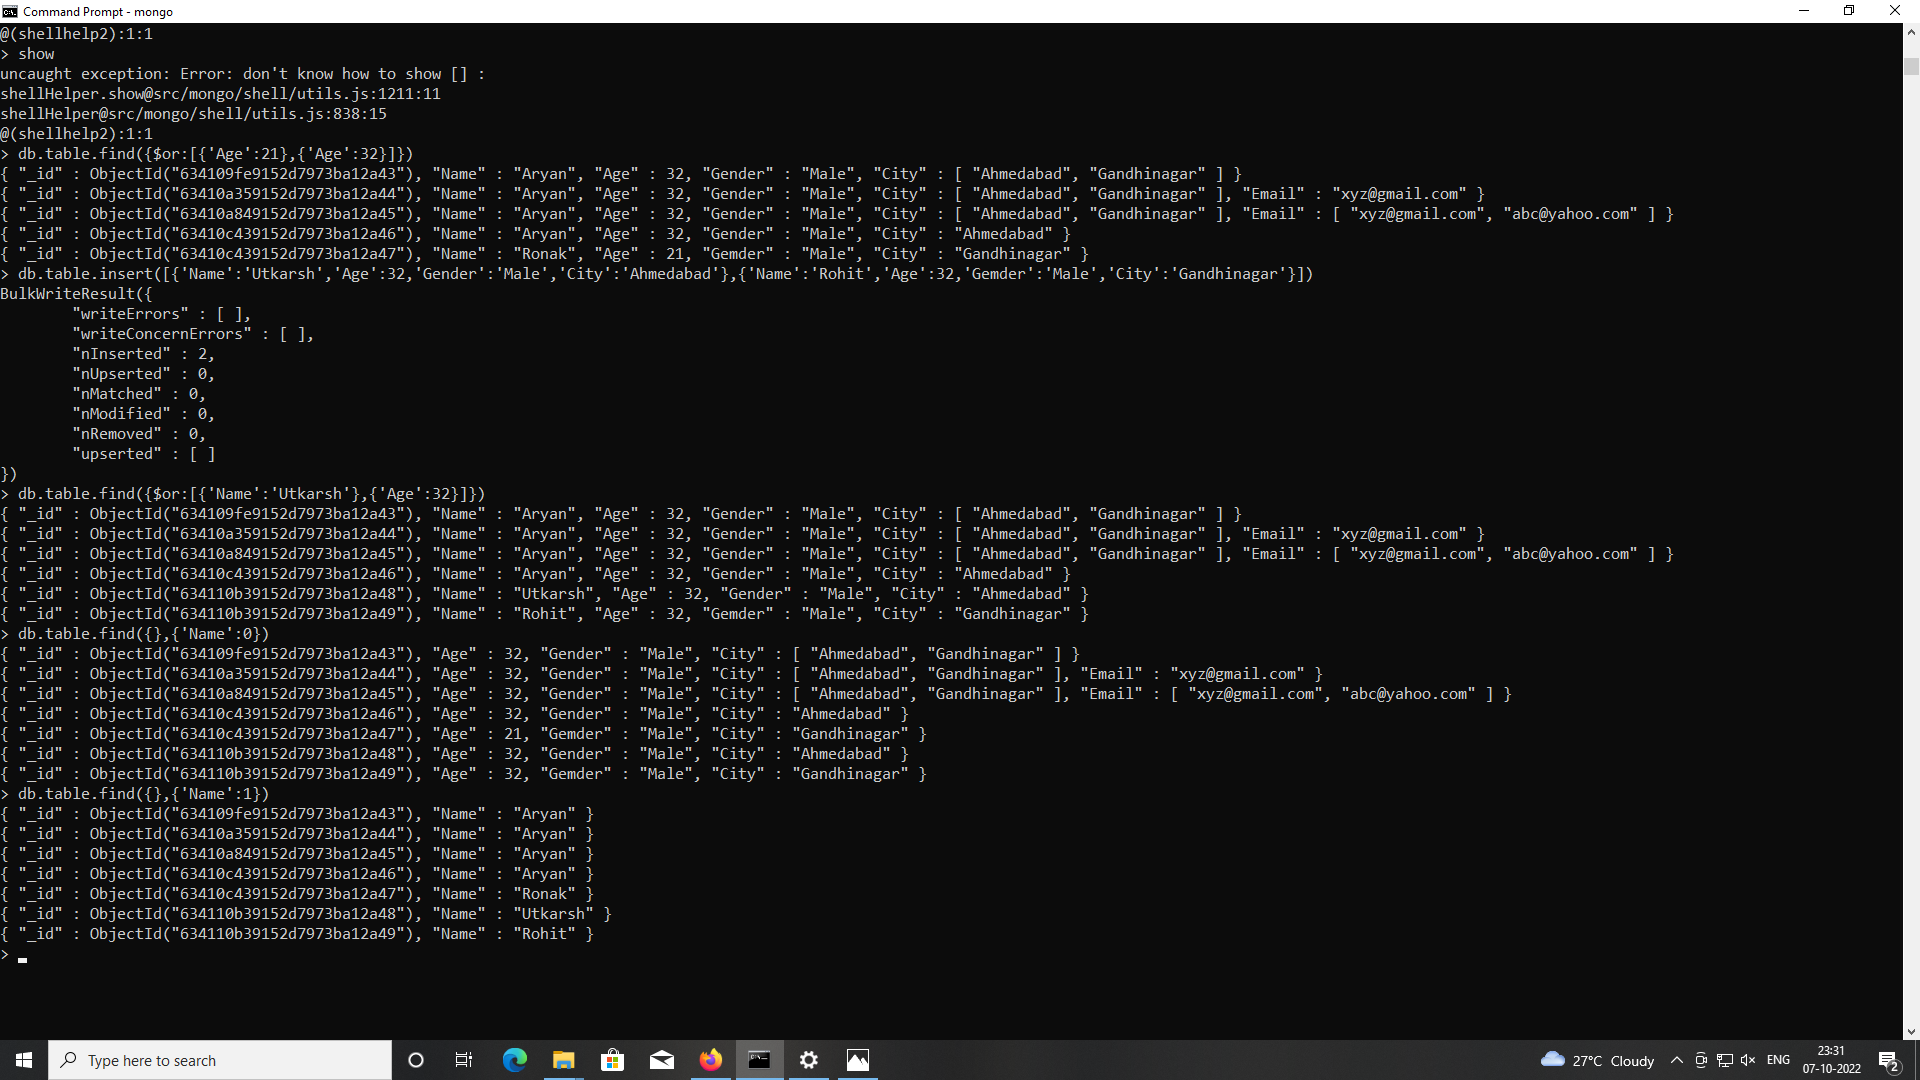 Command Prompt - mongo
@(shellhelp2):1:1
> show
uncaught exception: Error: don't know how to show [] :
shellHelper.show@src/mongo/shell/utils.js:1211:11
shellHelper@src/mongo/shell/utils.js:838:15
@(shellhelp2):1:1
> db.table.find({$or:[{'Age':21},{'Age':32}]})
{ "_id" : ObjectId("634109fe9152d7973ba12a43"), "Name" : "Aryan", "Age" : 32, "Gender" : "Male", "City" : [ "Ahmedabad", "Gandhinagar" ] }
{ "_id" : ObjectId("63410a359152d7973ba12a44"), "Name" : "Aryan", "Age" : 32, "Gender" : "Male", "City" : [ "Ahmedabad", "Gandhinagar" ], "Email" : "xyz@gmail.com" }
{ "_id" : ObjectId("63410a849152d7973ba12a45"), "Name" : "Aryan", "Age" : 32, "Gender" : "Male", "City" : [ "Ahmedabad", "Gandhinagar" ], "Email" : [ "xyz@gmail.com", "abc@yahoo.com" ] }
{ "_id" : ObjectId("63410c439152d7973ba12a46"), "Name" : "Aryan", "Age" : 32, "Gender" : "Male", "City" : "Ahmedabad" }
{ "_id" : ObjectId("63410c439152d7973ba12a47"), "Name" : "Ronak", "Age" : 21, "Gemder" : "Male", "City" : "Gandhinagar" }
> db.table.insert([{'Name':'Utkarsh','Age':32,'Gender':'Male','City':'Ahmedabad'},{'Name':'Rohit','Age':32,'Gemder':'Male','City':'Gandhinagar'}])
BulkWriteResult({
"writeErrors" : [ ],
"writeConcernErrors" : [ ],
"nInserted" : 2,
"nUpserted" : 0,
"nMatched" : 0,
"nModified" : 0,
"nRemoved" : 0,
"upserted" : [ ]
})
> db.table.find({$or:[{'Name':'Utkarsh'},{'Age':32}]})
{ "_id" : ObjectId("634109fe9152d7973ba12a43"), "Name" : "Aryan", "Age" : 32, "Gender" : "Male", "City" : [ "Ahmedabad", "Gandhinagar" ] }
{ "_id" : ObjectId("63410a359152d7973ba12a44"), "Name" : "Aryan", "Age" : 32, "Gender" : "Male", "City" : [ "Ahmedabad", "Gandhinagar" ], "Email" : "xyz@gmail.com" }
{ "_id" : ObjectId("63410a849152d7973ba12a45"), "Name" : "Aryan", "Age" : 32, "Gender" : "Male", "City" : [ "Ahmedabad", "Gandhinagar" ], "Email" : [ "xyz@gmail.com", "abc@yahoo.com" ] }
{ "_id" : ObjectId("63410c439152d7973ba12a46"), "Name" : "Aryan", "Age" : 32, "Gender" : "Male", "City" : "Ahmedabad" }
{ "_id" : ObjectId("634110b39152d7973ba12a48"), "Name" : "Utkarsh", "Age" : 32, "Gender" : "Male", "City" : "Ahmedabad" }
{ "_id" : ObjectId("634110b39152d7973ba12a49"), "Name" : "Rohit", "Age" : 32, "Gemder" : "Male", "City" : "Gandhinagar" }
> db.table.find({},{'Name':0})
{ "_id" : ObjectId("634109fe9152d7973ba12a43"), "Age" : 32, "Gender" : "Male", "City" : [ "Ahmedabad", "Gandhinagar" ] }
{ "_id" : ObjectId("63410a359152d7973ba12a44"), "Age" : 32, "Gender" : "Male", "City" : [ "Ahmedabad", "Gandhinagar" ], "Email" : "xyz@gmail.com" }
{ "_id" : ObjectId("63410a849152d7973ba12a45"), "Age" : 32, "Gender" : "Male", "City" : [ "Ahmedabad", "Gandhinagar" ], "Email" : [ "xyz@gmail.com", "abc@yahoo.com" ] }
{ "_id" : ObjectId("63410c439152d7973ba12a46"), "Age" : 32, "Gender" : "Male", "City" : "Ahmedabad" }
{ "_id" : ObjectId("63410c439152d7973ba12a47"), "Age" : 21, "Gemder" : "Male", "City" : "Gandhinagar" }
{ "_id" : ObjectId("634110b39152d7973ba12a48"), "Age" : 32, "Gender" : "Male", "City" : "Ahmedabad" }
{ "_id" : ObjectId("634110b39152d7973ba12a49"), "Age" : 32, "Gemder" : "Male", "City" : "Gandhinagar" }
> db.table.find({},{'Name':1})
{ "_id" : ObjectId("634109fe9152d7973ba12a43"), "Name" : "Aryan" }
{ "_id" : ObjectId("63410a359152d7973ba12a44"), "Name" : "Aryan" }
{ "_id" : ObjectId("63410a849152d7973ba12a45"), "Name" : "Aryan" }
{ "_id" : ObjectId("63410c439152d7973ba12a46"), "Name" : "Aryan" }
{ "_id" : ObjectId("63410c439152d7973ba12a47"), "Name" : "Ronak" }
{ "_id" : ObjectId("634110b39152d7973ba12a48"), "Name" : "Utkarsh" }
{ "_id" : ObjectId("634110b39152d7973ba12a49"), "Name" : "Rohit" }
>
Type here to search
27°C Cloudy
ENG
23:31
07-10-2022
2